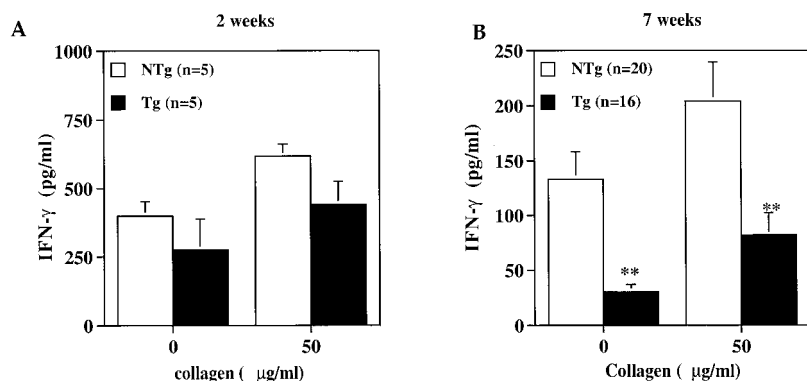 A
2 weeks
1000
750
500
250
0
IFN-γ (pg/ml)
NTg (n=5)
Tg (n=5)
0
50
collagen ( μg/ml)
B
7 weeks
250
200
150
100
50
0
IFN-γ (pg/ml)
NTg (n=20)
Tg (n=16)
**
**
0
50
Collagen ( μg/ml)